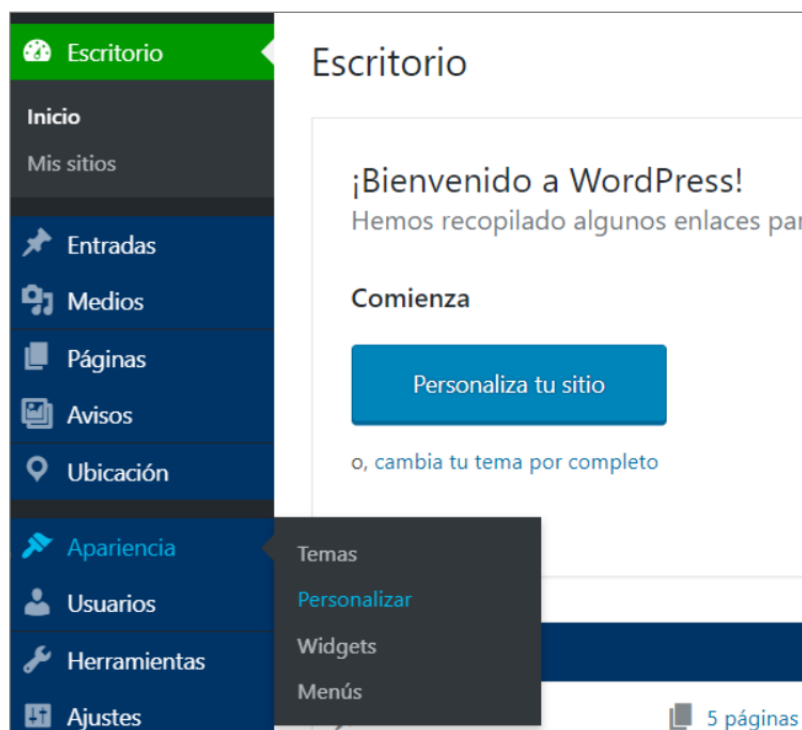 Escritorio
Inicio
Mis sitios
Entradas
Medios
Páginas
Avisos
Ubicación
Apariencia
Usuarios
Herramientas
Ajustes
Temas
Personalizar
Widgets
Menús
Escritorio
¡Bienvenido a WordPress!
Hemos recopilado algunos enlaces par
Comienza
Personaliza tu sitio
o, cambia tu tema por completo
5 páginas